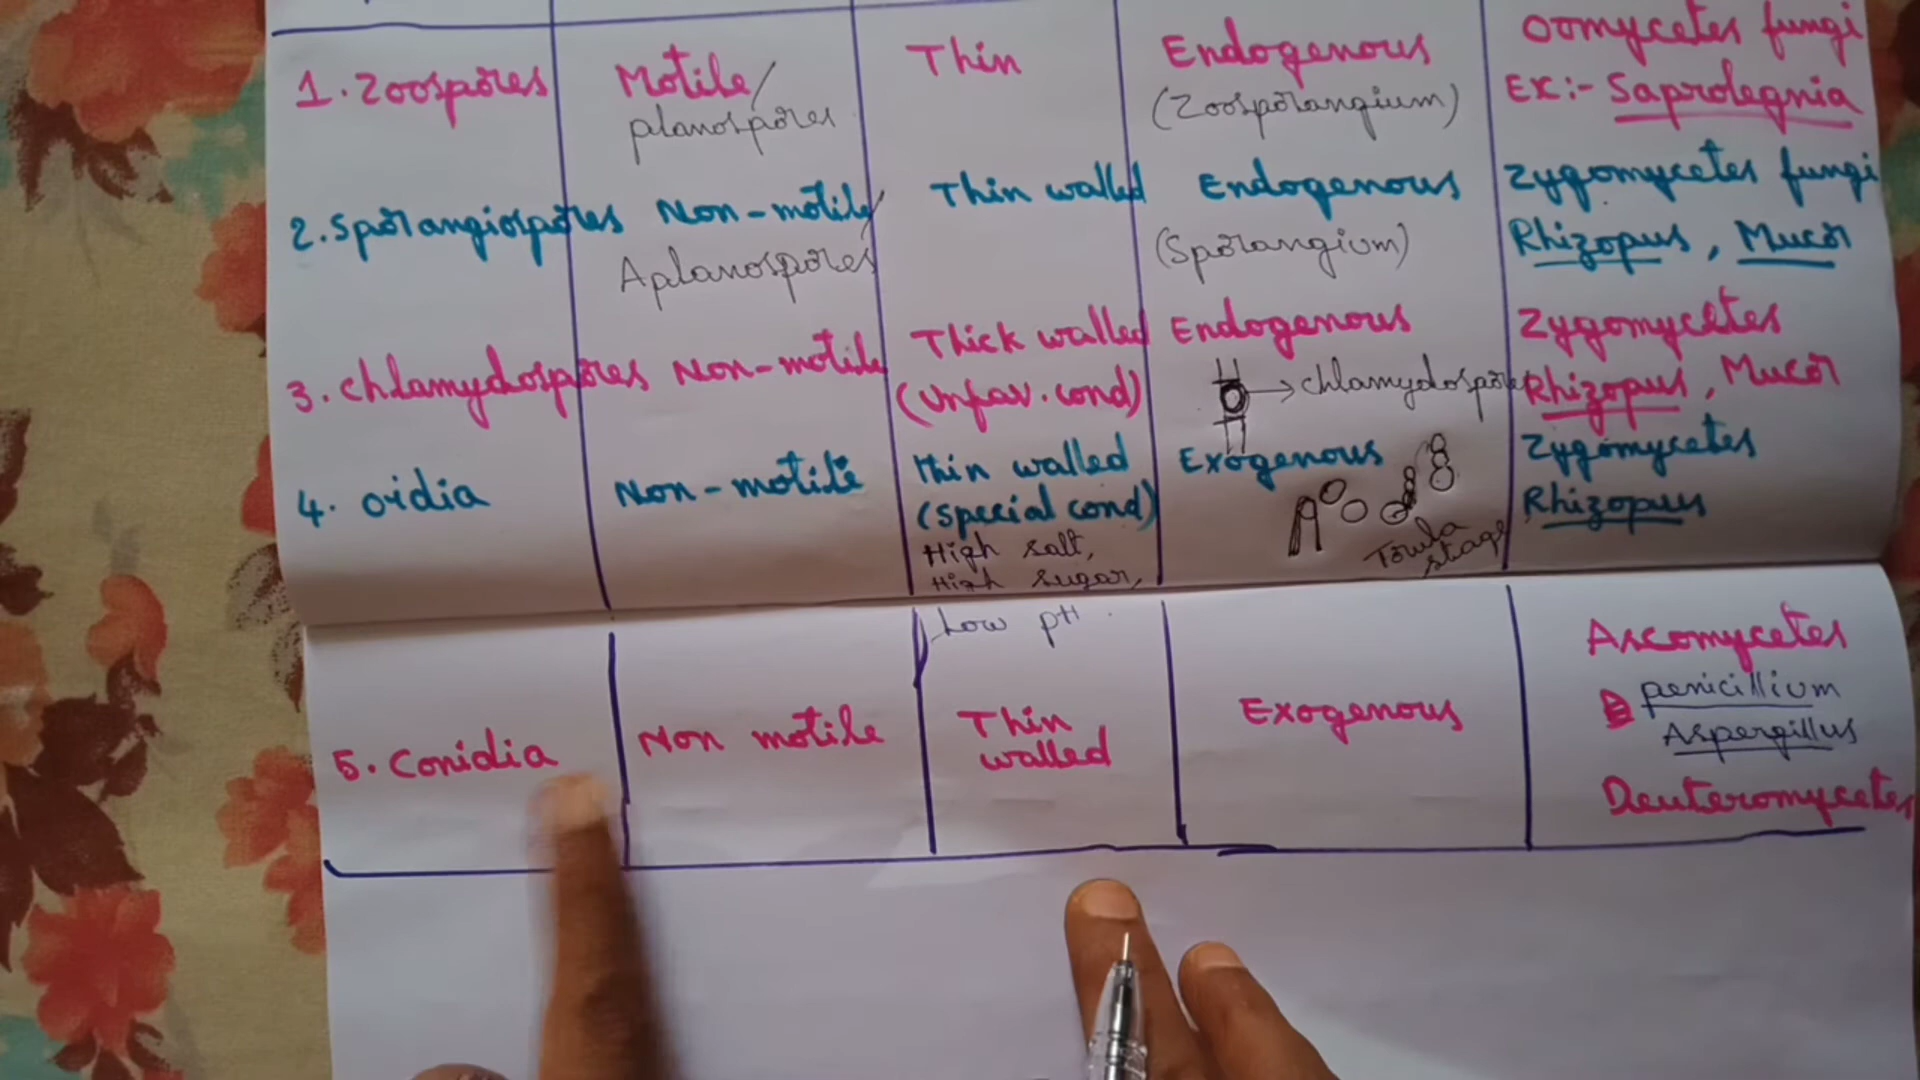 1. Zoospores Motile/ Thin Endogenous Oomycetes fungi
planospores (Zoosporangium) Ex:- Saprolegnia
2. Sporangiospores Non-motile/ Thin walled Endogenous Zygomycetes fungi
Aplanospores (Sporangium) Rhizopus, Mucor
3. chlamydospores Non-motile Thick walled Endogenous Zygomycetes
(Unfav. cond) chlamydospore Rhizopus, Mucor
4. oidia Non-motile thin walled Exogenous Zygomycetes
(special cond) Rhizopus
High salt, Torula
High sugar, stage
Low pH
5. Conidia Non motile Thin walled Exogenous Ascomycetes
penicillium
Aspergillus
Deuteromycetes